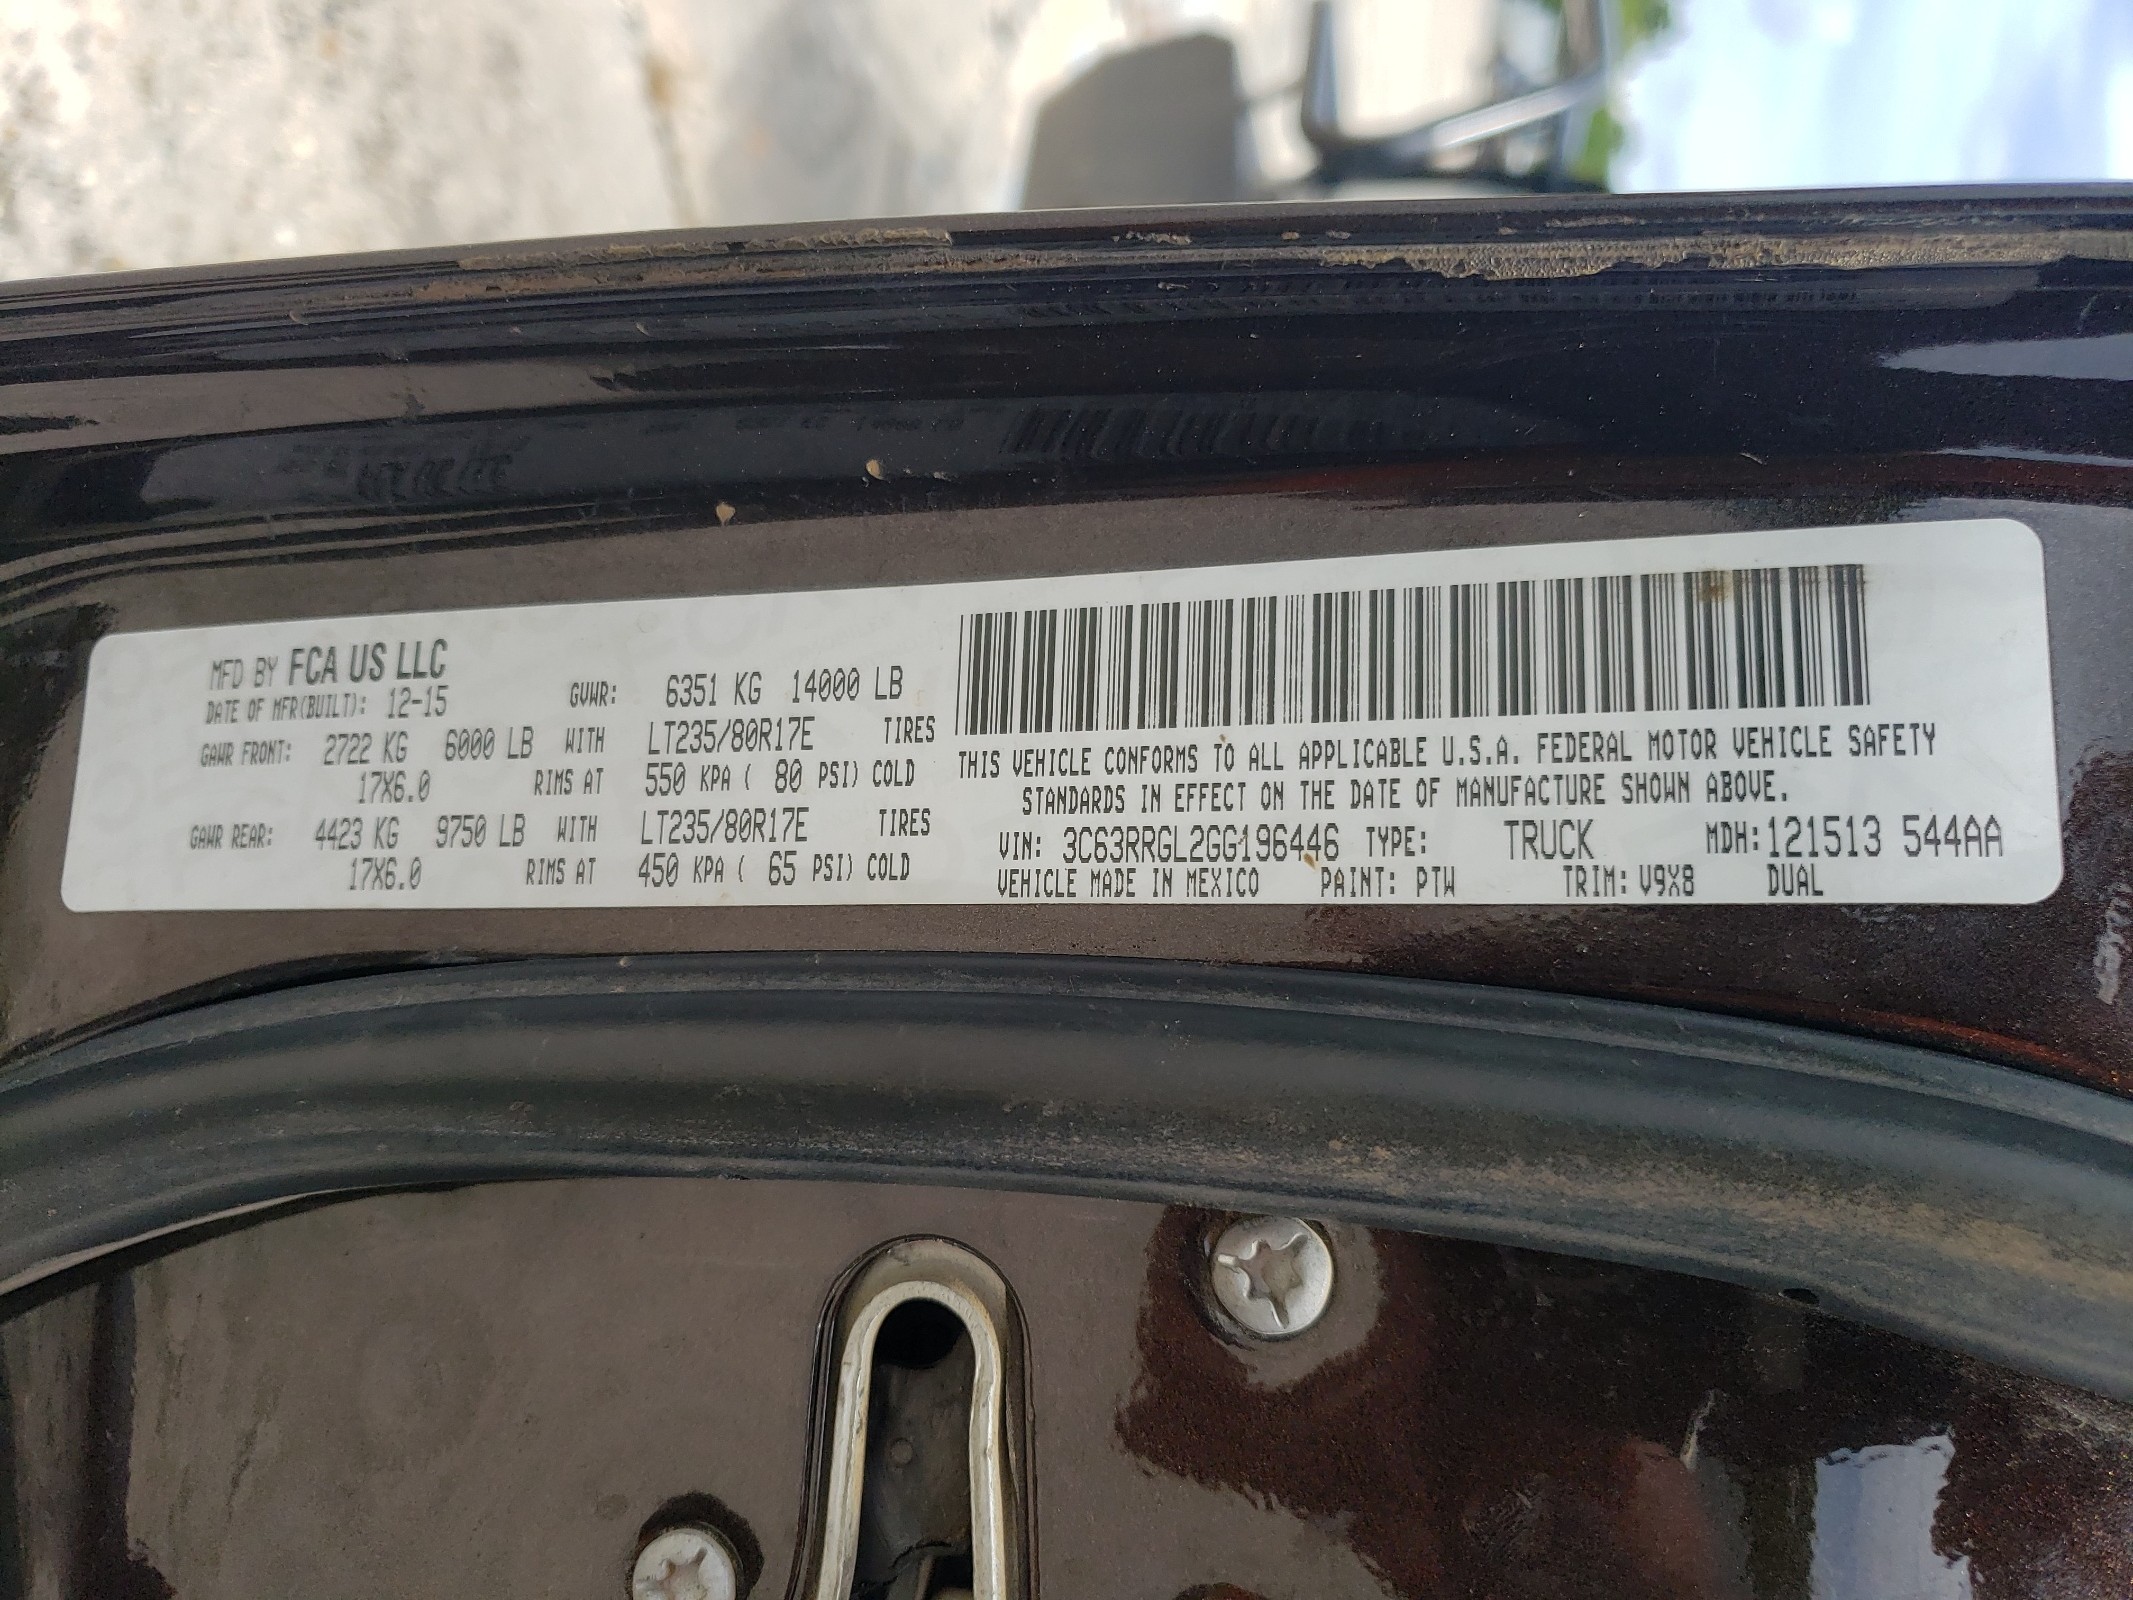 MFD BY FCA US LLC
DATE OF MFR(BUILT): 12-15 GVWR: 6351 KG 14000 LB
GAWR FRONT: 2722 KG 6000 LB WITH LT235/80R17E TIRES
17X6.0 RIMS AT 550 KPA ( 80 PSI) COLD
GAWR REAR: 4423 KG 9750 LB WITH LT235/80R17E TIRES
17X6.0 RIMS AT 450 KPA ( 65 PSI) COLD
THIS VEHICLE CONFORMS TO ALL APPLICABLE U.S.A. FEDERAL MOTOR VEHICLE SAFETY
STANDARDS IN EFFECT ON THE DATE OF MANUFACTURE SHOWN ABOVE.
VIN: 3C63RRGL2GG196446 TYPE: TRUCK MDH:121513 544AA
VEHICLE MADE IN MEXICO PAINT: PTW TRIM: V9X8 DUAL